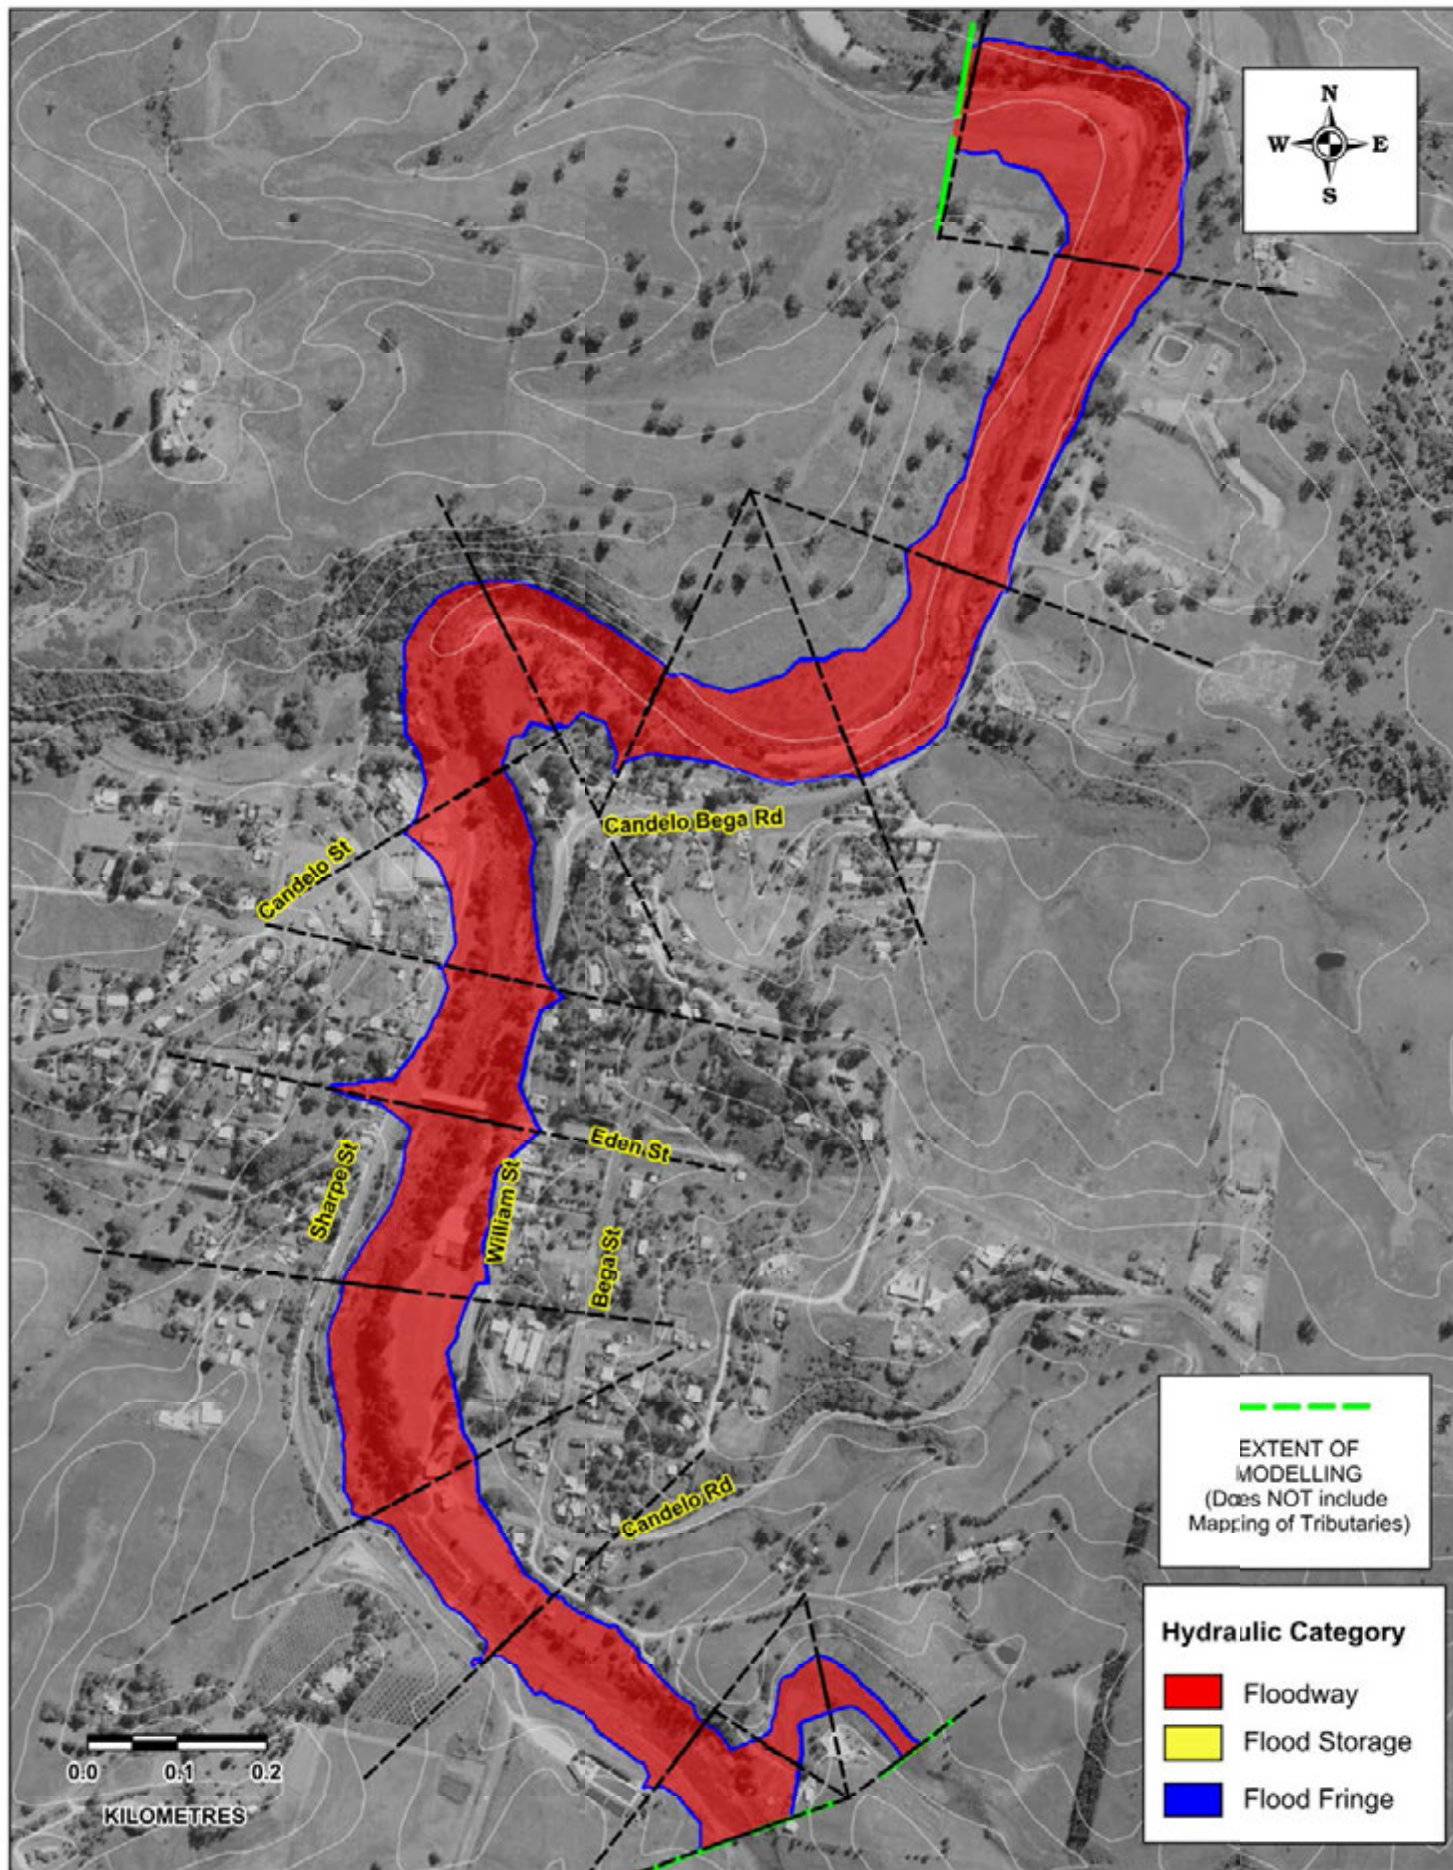 N
W E
S
Candelo Bega Rd
Candelo St
Eden St
Sharpe St
William St
Bega St
Candelo Rd
EXTENT OF
MODELLING
(Does NOT include
Mapping of Tributaries)
Hydraulic Category
Floodway
Flood Storage
Flood Fringe
0.0 0.1 0.2
KILOMETRES